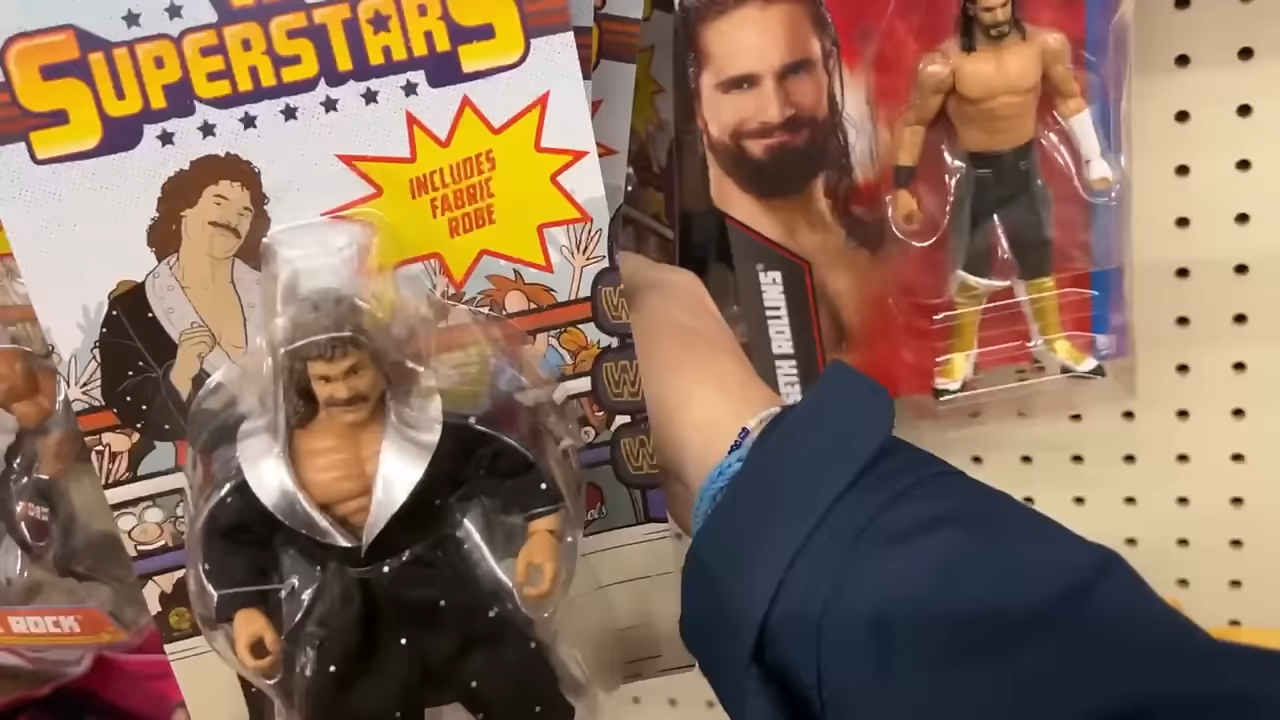 SUPERSTARS
INCLUDES
FABRIC
ROBE
SETH ROLLINS
ROCK
W
W
W